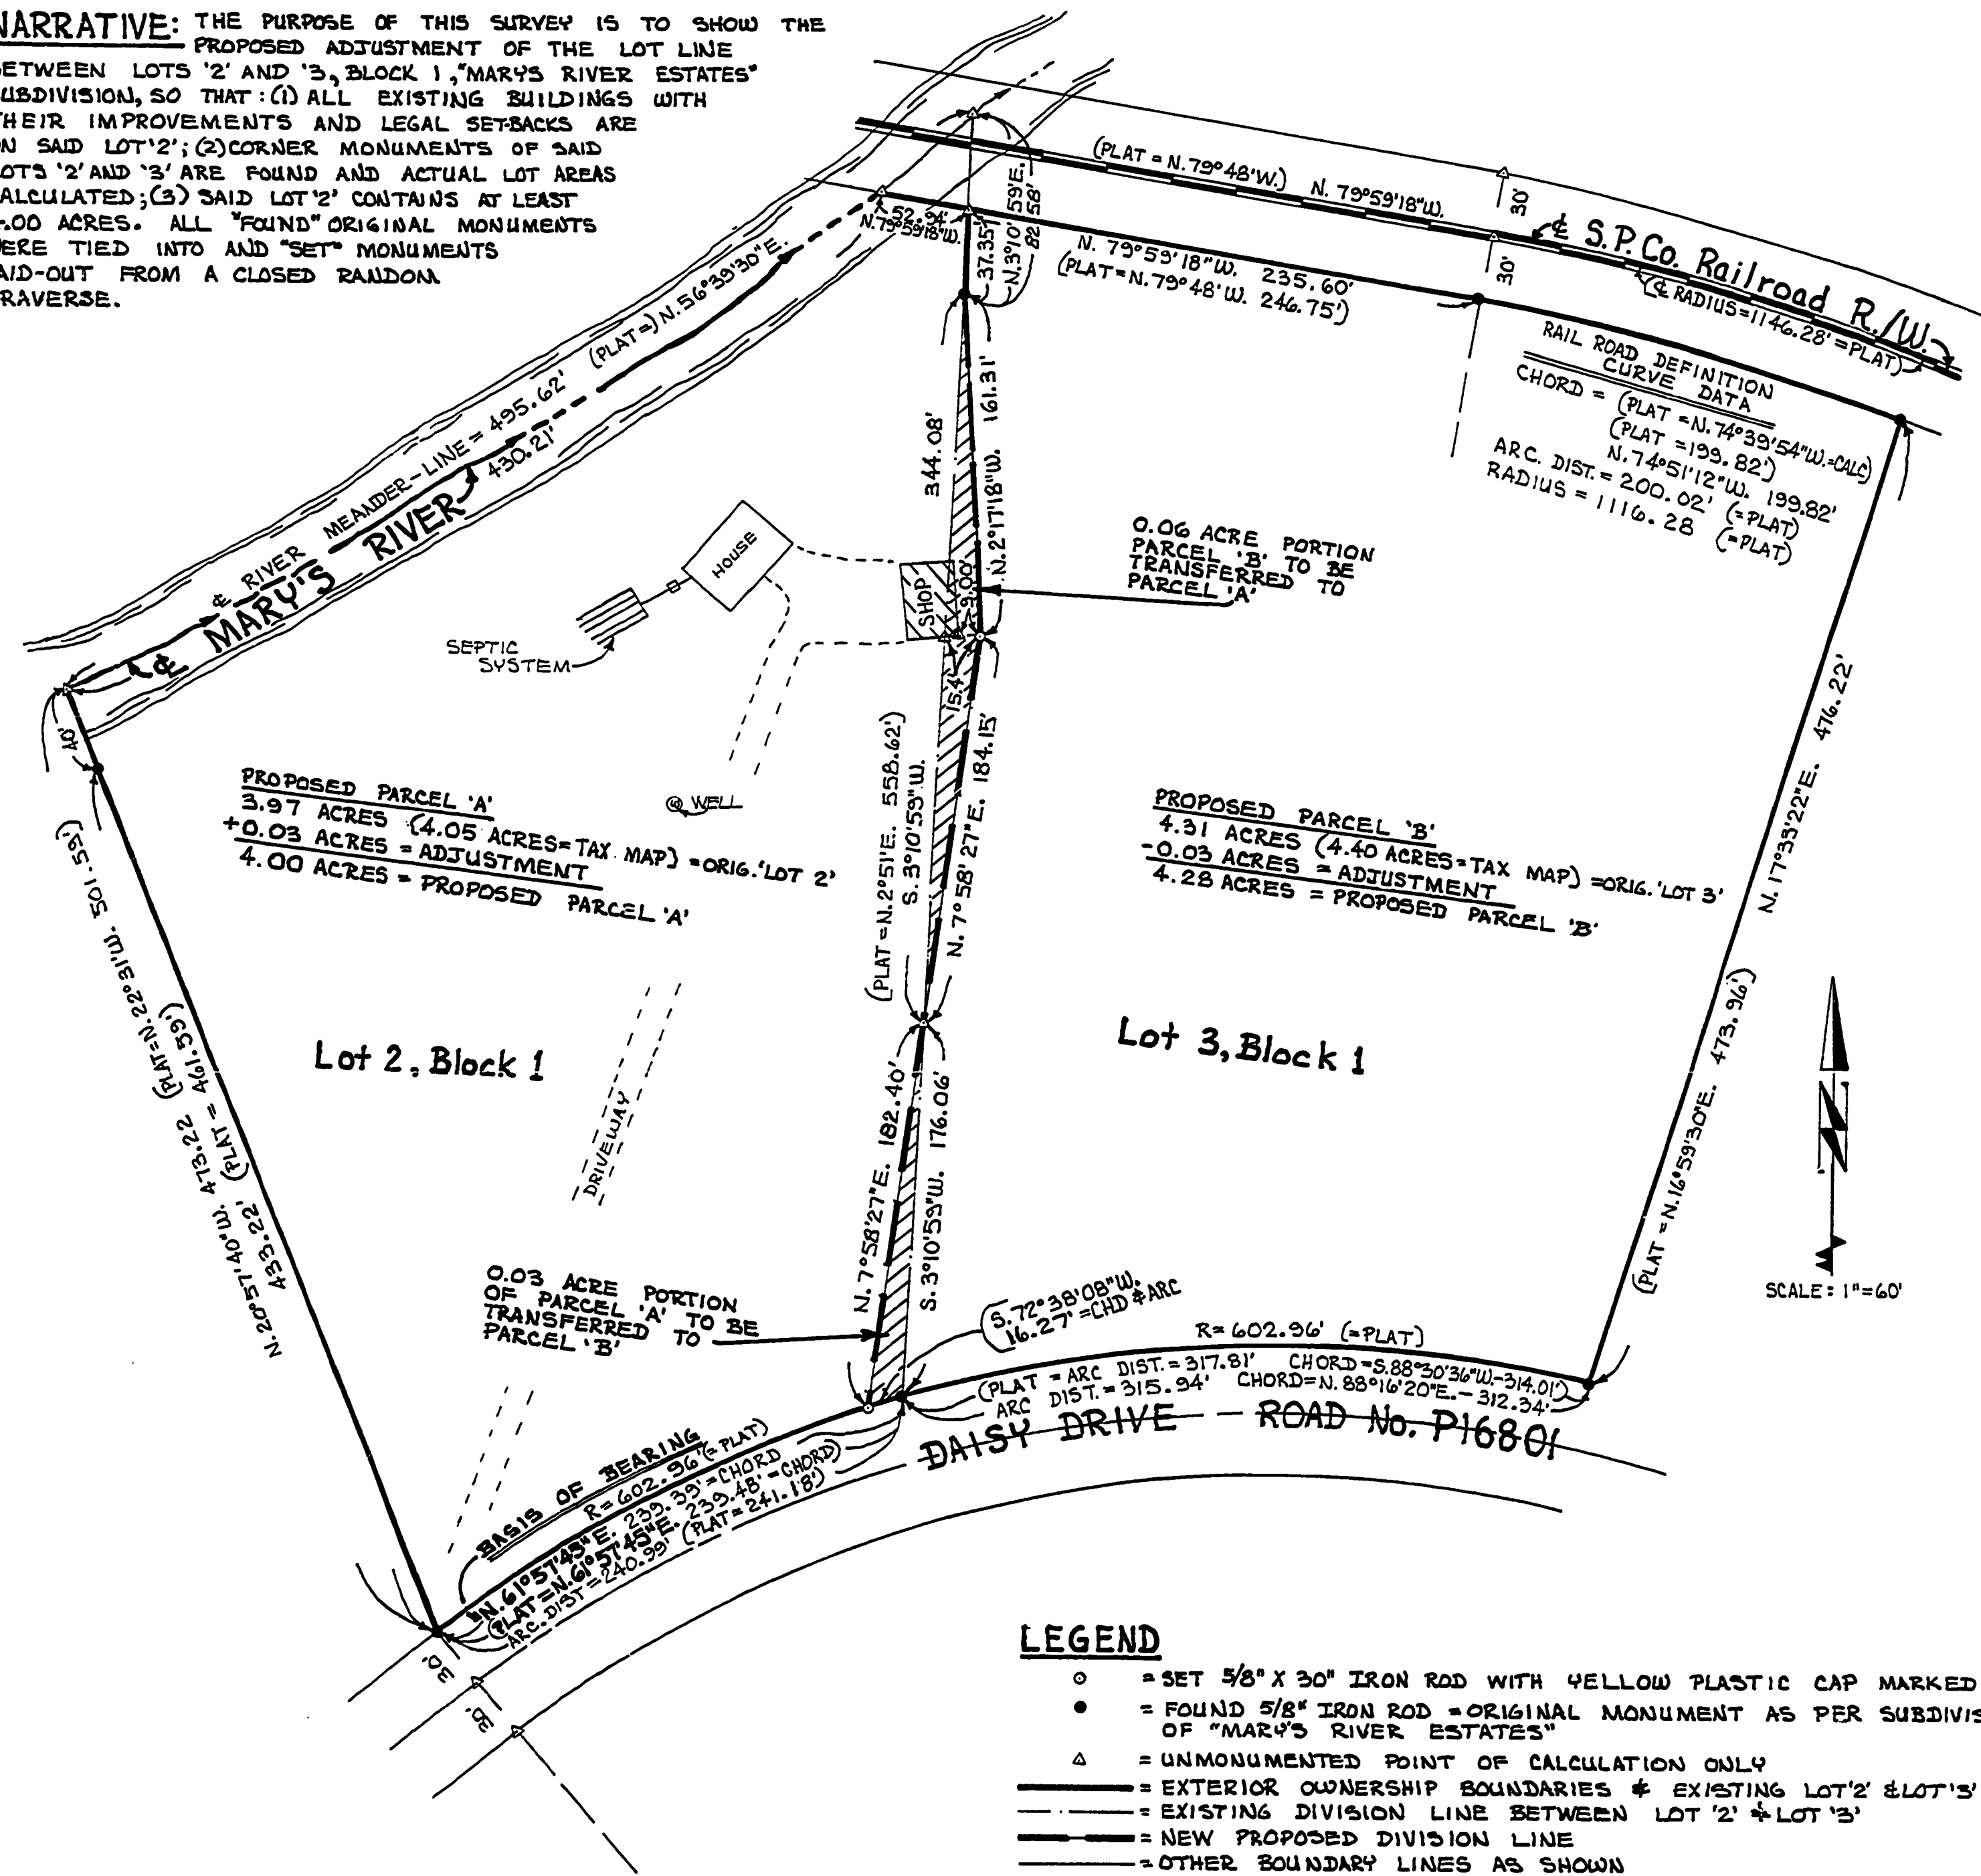 NARRATIVE: THE PURPOSE OF THIS SURVEY IS TO SHOW THE
PROPOSED ADJUSTMENT OF THE LOT LINE
ETWEEN LOTS '2' AND '3, BLOCK 1, "MARYS RIVER ESTATES"
UBDIVISION, SO THAT: (1) ALL EXISTING BUILDINGS WITH
HEIR IMPROVEMENTS AND LEGAL SET-BACKS ARE
N SAID LOT '2'; (2) CORNER MONUMENTS OF SAID
OTS '2' AND '3' ARE FOUND AND ACTUAL LOT AREAS
ALCULATED; (3) SAID LOT '2' CONTAINS AT LEAST
.00 ACRES. ALL "FOUND" ORIGINAL MONUMENTS
ERE TIED INTO AND "SET" MONUMENTS
AID-OUT FROM A CLOSED RANDOM
RAVERSE.
(PLAT = N. 79°48'W.) N. 79°59'18"W.
30'
30'
℄ S.P.Co. Railroad R./W.
(℄ RADIUS = 1146.28' = PLAT)
52.94'
N. 79°59'18"W.
37.35'
N. 3°10'59"E.
82.58'
N. 79°59'18"W. 235.60'
(PLAT = N. 79°48'W. 246.75')
RAIL ROAD DEFINITION
CURVE DATA
CHORD = (PLAT = N. 74°39'54"W. = CALC)
(PLAT = 199.82')
N. 74°51'12"W. 199.82'
ARC. DIST. = 200.02' (= PLAT)
RADIUS = 1116.28 (= PLAT)
(PLAT =) N. 56°39'30"E.
℄ RIVER MEANDER-LINE = 495.62'
430.21'
℄ MARY'S RIVER
344.08'
N. 2°17'18"W. 161.31'
HOUSE
SHOP
9.00'
15.4'
SEPTIC
SYSTEM
0.06 ACRE PORTION
PARCEL 'B' TO BE
TRANSFERRED TO
PARCEL 'A'
40'
PROPOSED PARCEL 'A'
3.97 ACRES (4.05 ACRES = TAX MAP) = ORIG. 'LOT 2'
+0.03 ACRES = ADJUSTMENT
4.00 ACRES = PROPOSED PARCEL 'A'
Ⓦ WELL
(PLAT = N. 2°51'E. 558.62')
S. 3°10'59"W.
N. 7°58'27"E. 184.15'
PROPOSED PARCEL 'B'
4.31 ACRES (4.40 ACRES = TAX MAP) = ORIG. 'LOT 3'
-0.03 ACRES = ADJUSTMENT
4.28 ACRES = PROPOSED PARCEL 'B'
N. 17°33'22"E. 476.22'
(PLAT = N. 16°59'30"E. 473.96')
(PLAT = N. 22°31'W. 501.59')
(PLAT = 461.59')
N. 20°57'40"W. 473.22
433.22'
Lot 2, Block 1
Lot 3, Block 1
DRIVEWAY
N. 7°58'27"E. 182.40'
S. 3°10'59"W. 176.06'
SCALE: 1" = 60'
0.03 ACRE PORTION
OF PARCEL 'A' TO BE
TRANSFERRED TO
PARCEL 'B'
(S. 72°38'08"W.
16.27' = CHD & ARC
R = 602.96' (= PLAT)
(PLAT = ARC DIST. = 317.81' CHORD = S. 88°30'36"W. - 314.01')
ARC DIST. = 315.94' CHORD = N. 88°16'20"E. - 312.34'
DAISY DRIVE - ROAD No. P16801
BASIS OF BEARING
R = 602.96' (= PLAT)
N. 61°57'45"E. 239.39' = CHORD
(PLAT = N. 61°57'45"E. 239.48' = CHORD)
ARC. DIST = 240.99' (PLAT = 241.18')
30'
30'
LEGEND
= SET 5/8" X 30" IRON ROD WITH YELLOW PLASTIC CAP MARKED
= FOUND 5/8" IRON ROD = ORIGINAL MONUMENT AS PER SUBDIVIS
OF "MARY'S RIVER ESTATES"
= UNMONUMENTED POINT OF CALCULATION ONLY
= EXTERIOR OWNERSHIP BOUNDARIES & EXISTING LOT '2' & LOT '3'
= EXISTING DIVISION LINE BETWEEN LOT '2' & LOT '3'
= NEW PROPOSED DIVISION LINE
= OTHER BOUNDARY LINES AS SHOWN